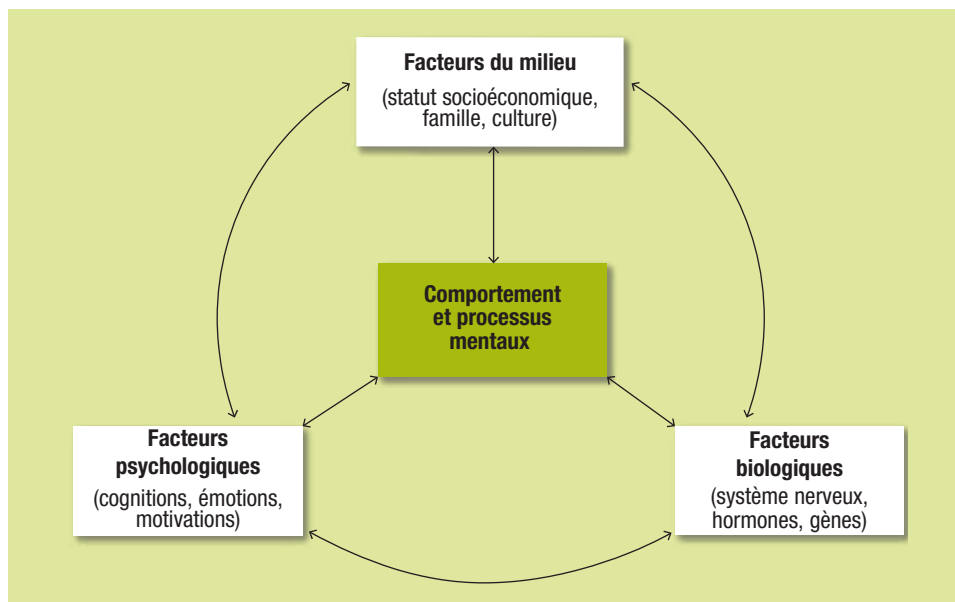 Facteurs du milieu
(statut socioéconomique,
famille, culture)
Comportement
et processus
mentaux
Facteurs
psychologiques
(cognitions, émotions,
motivations)
Facteurs
biologiques
(système nerveux,
hormones, gènes)